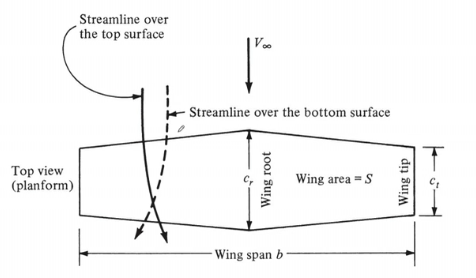 Streamline over
the top surface
V∞
Streamline over the bottom surface
Top view
(planform)
cr
Wing root
Wing area = S
Wing tip
ct
Wing span b